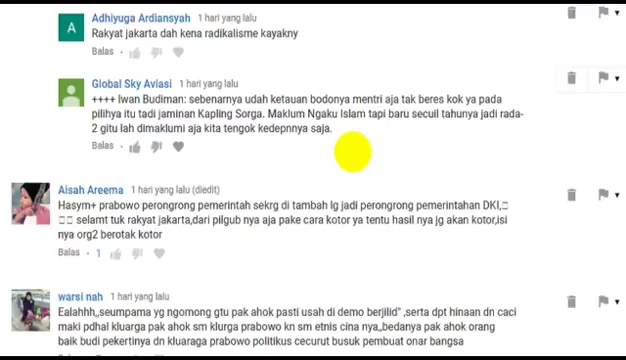 A
Adhiyuga Ardiansyah 1 hari yang lalu
Rakyat jakarta dah kena radikalisme kayakny
Balas
Global Sky Aviasi 1 hari yang lalu
++++ Iwan Budiman: sebenarnya udah ketauan bodonya mentri aja tak beres kok ya pada
pilihya itu tadi jaminan Kapling Sorga. Maklum Ngaku Islam tapi baru secuil tahunya jadi rada-
2 gitu lah dimaklumi aja kita tengok kedepnnya saja.
Balas
Aisah Areema 1 hari yang lalu (diedit)
Hasym+ prabowo perongrong pemerintah sekrg di tambah lg jadi perongrong pemerintahan DKI,,
selamt tuk rakyat jakarta,dari pilgub nya aja pake cara kotor ya tentu hasil nya jg akan kotor,isi
nya org2 berotak kotor
Balas · 1
warsi nah 1 hari yang lalu
Ealahhh,,seumpama yg ngomong gtu pak ahok pasti usah di demo berjilid" ,serta dpt hinaan dn caci
maki pdhal kluarga pak ahok sm klurga prabowo kn sm etnis cina nya,,bedanya pak ahok orang
baik budi pekertinya dn kluaraga prabowo politikus cecurut busuk pembuat onar bangsa